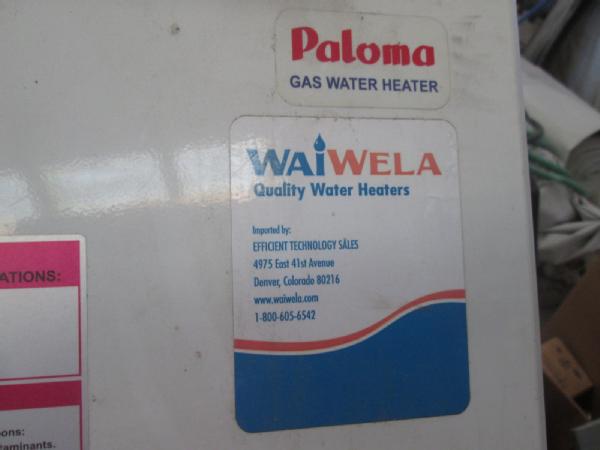 Paloma
GAS WATER HEATER
WAIWELA
Quality Water Heaters
Imported by:
EFFICIENT TECHNOLOGY SALES
4975 East 41st Avenue
Denver, Colorado 80216
www.waiwela.com
1-800-605-6542
ATIONS:
ons:
taminants.